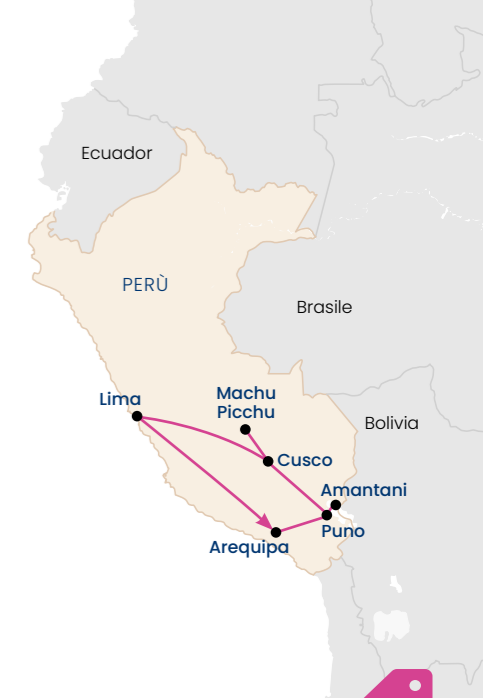 Ecuador
PERÙ
Brasile
Lima
Machu
Picchu
Bolivia
Cusco
Amantani
Puno
Arequipa